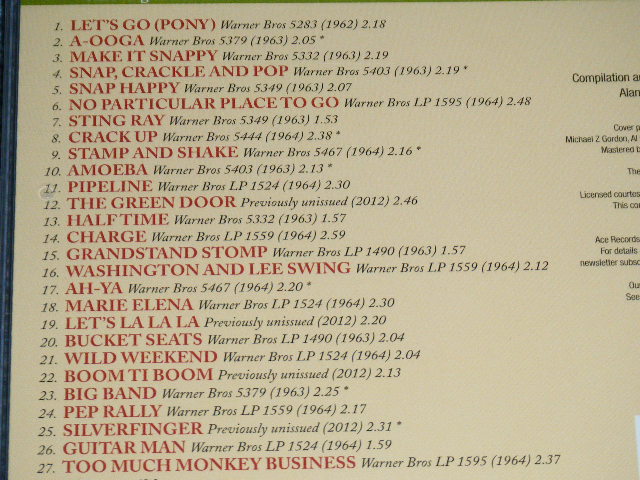 1. LET'S GO (PONY) Warner Bros 5283 (1962) 2.18
2. A-OOGA Warner Bros 5379 (1963) 2.05 *
3. MAKE IT SNAPPY Warner Bros 5332 (1963) 2.19
4. SNAP, CRACKLE AND POP Warner Bros 5403 (1963) 2.19 *
5. SNAP HAPPY Warner Bros 5349 (1963) 2.07
6. NO PARTICULAR PLACE TO GO Warner Bros LP 1595 (1964) 2.48
7. STING RAY Warner Bros 5349 (1963) 1.53
8. CRACK UP Warner Bros 5444 (1964) 2.38 *
9. STAMP AND SHAKE Warner Bros 5467 (1964) 2.16 *
10. AMOEBA Warner Bros 5403 (1963) 2.13 *
11. PIPELINE Warner Bros LP 1524 (1964) 2.30
12. THE GREEN DOOR Previously unissued (2012) 2.46
13. HALF TIME Warner Bros 5332 (1963) 1.57
14. CHARGE Warner Bros LP 1559 (1964) 2.59
15. GRANDSTAND STOMP Warner Bros LP 1490 (1963) 1.57
16. WASHINGTON AND LEE SWING Warner Bros LP 1559 (1964) 2.12
17. AH-YA Warner Bros 5467 (1964) 2.20 *
18. MARIE ELENA Warner Bros LP 1524 (1964) 2.30
19. LET'S LA LA LA Previously unissued (2012) 2.20
20. BUCKET SEATS Warner Bros LP 1490 (1963) 2.04
21. WILD WEEKEND Warner Bros LP 1524 (1964) 2.04
22. BOOM TI BOOM Previously unissued (2012) 2.13
23. BIG BAND Warner Bros 5379 (1963) 2.25 *
24. PEP RALLY Warner Bros LP 1559 (1964) 2.17
25. SILVERFINGER Previously unissued (2012) 2.31 *
26. GUITAR MAN Warner Bros LP 1524 (1964) 1.59
27. TOO MUCH MONKEY BUSINESS Warner Bros LP 1595 (1964) 2.37
Compilation
Alan
Cover
Michael Z Gordon, Al
Mastered
The
Licensed
This
Ace Records
For details
newsletter
Our
See